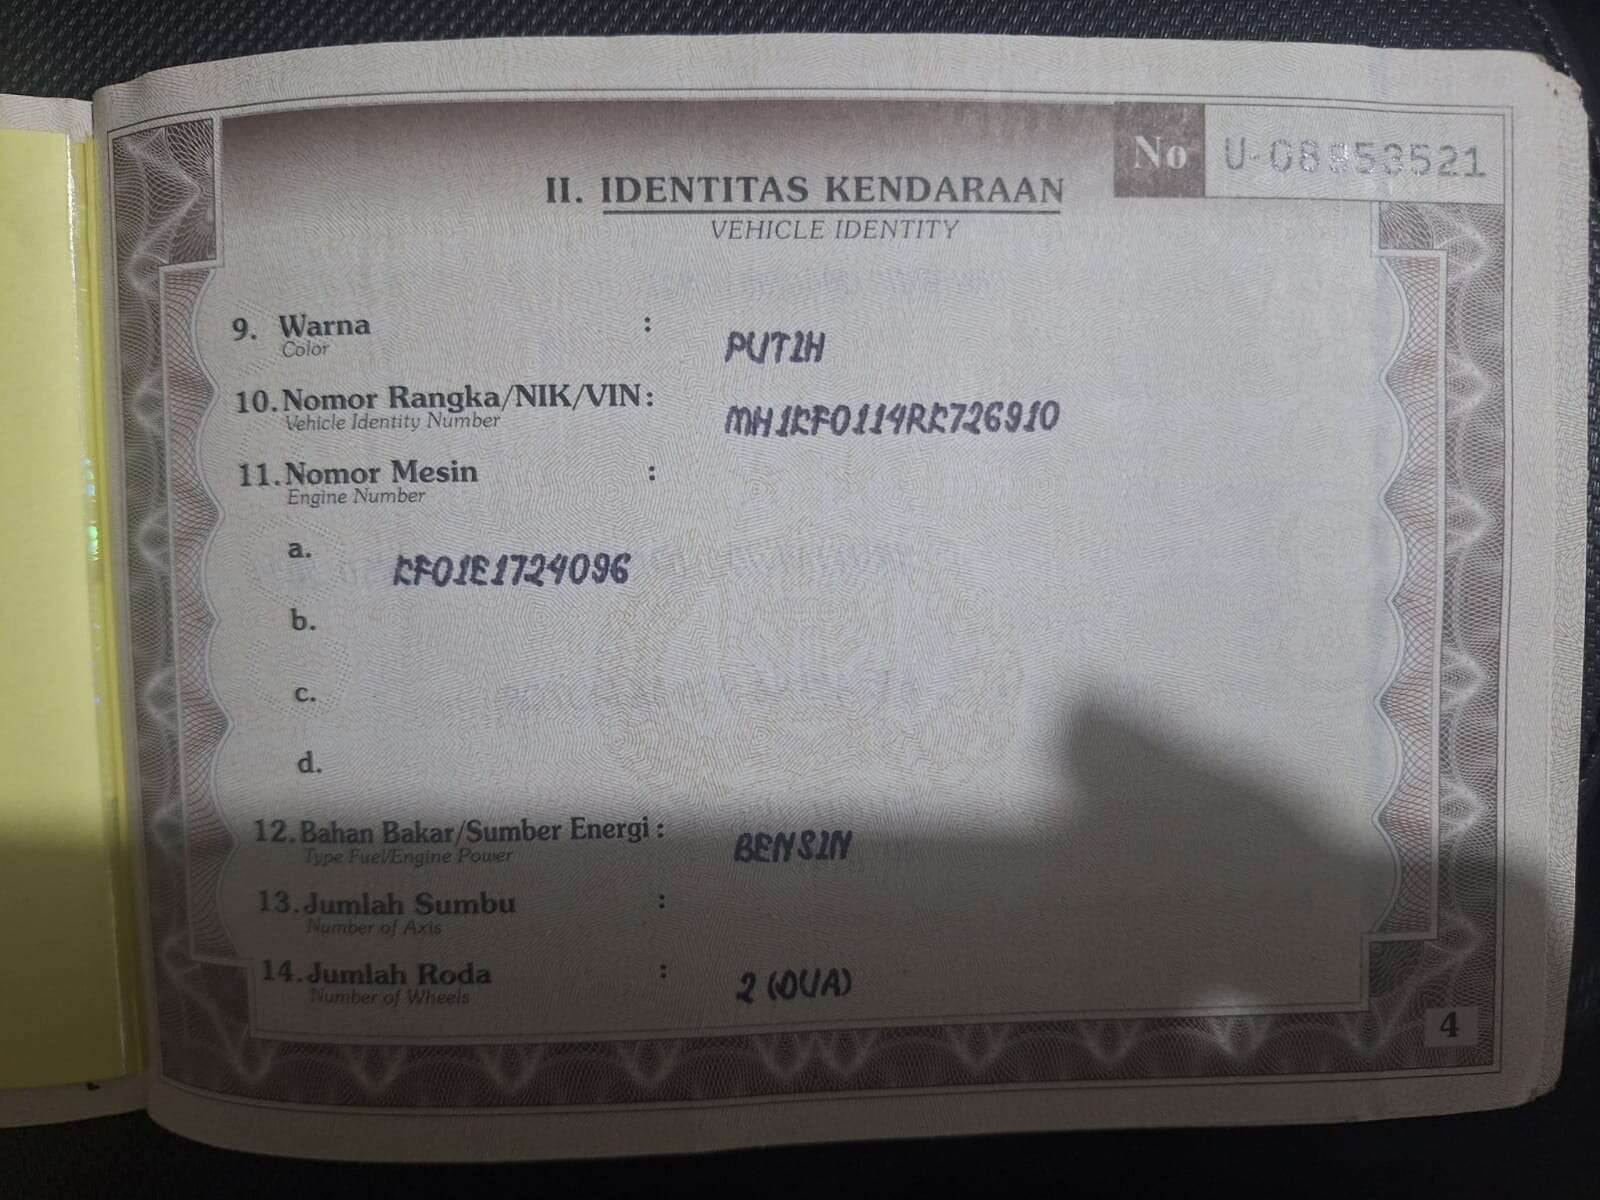 No U-08953521
II. IDENTITAS KENDARAAN
VEHICLE IDENTITY
9. Warna : PUTIH
Color
10. Nomor Rangka/NIK/VIN : MH1KF0114RK726910
Vehicle Identity Number
11. Nomor Mesin :
Engine Number
a. KF01E1724096
b.
c.
d.
12. Bahan Bakar/Sumber Energi : BENSIN
Type Fuel/Engine Power
13. Jumlah Sumbu :
Number of Axis
14. Jumlah Roda : 2 (DUA)
Number of Wheels
4